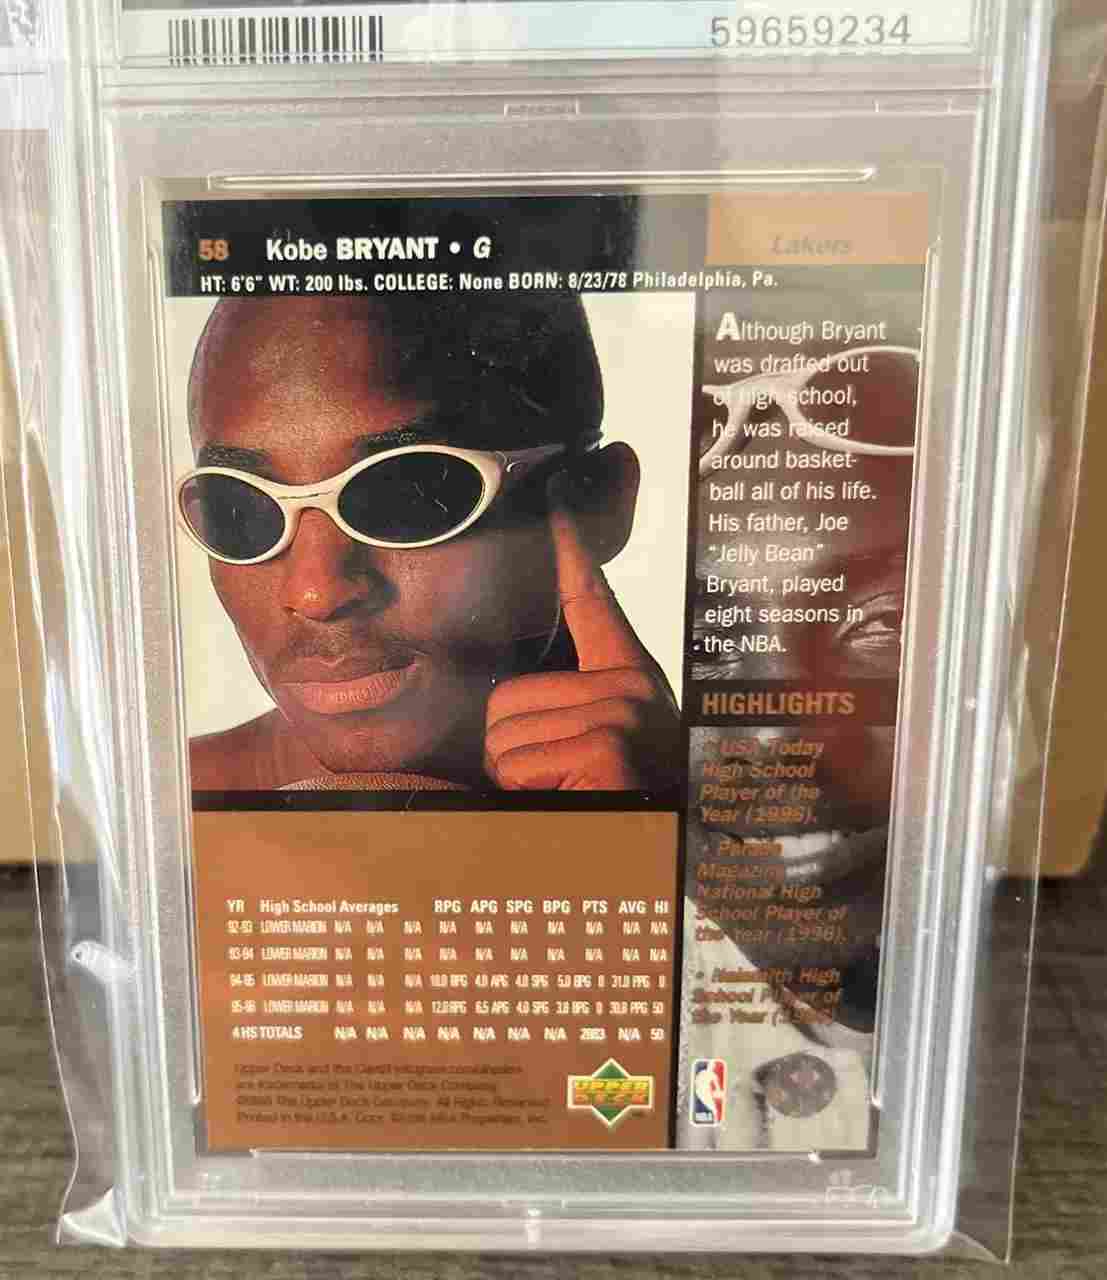 59659234
58 Kobe BRYANT • G
Lakers
HT: 6'6" WT: 200 lbs. COLLEGE: None BORN: 8/23/78 Philadelphia, Pa.
Although Bryant
was drafted out
of high school,
he was raised
around basket-
ball all of his life.
His father, Joe
"Jelly Bean"
Bryant, played
eight seasons in
the NBA.
HIGHLIGHTS
• USA Today
High School
Player of the
Year (1996).
• Parade
Magazine
National High
School Player of
the Year (1996).
• Naismith High
School Player of
the Year (1996)
YR High School Averages RPG APG SPG BPG PTS AVG HI
92-93 LOWER MARION N/A N/A N/A N/A N/A N/A N/A N/A N/A N/A
93-94 LOWER MARION N/A N/A N/A N/A N/A N/A N/A N/A N/A N/A
94-95 LOWER MARION N/A N/A N/A 10.0 RPG 4.0 APG 4.0 SPG 5.0 BPG 0 31.0 PPG 0
95-96 LOWER MARION N/A N/A N/A 12.0 RPG 6.5 APG 4.0 SPG 3.8 BPG 0 30.8 PPG 50
4 HS TOTALS N/A N/A N/A N/A N/A N/A N/A 2883 N/A 50
Upper Deck and the
are trademarks of The Upper Deck Company.
The Upper Deck Company. All Rights Reserved.
Printed in the U.S.A. NBA Properties, Inc.
UPPER
DECK
NBA